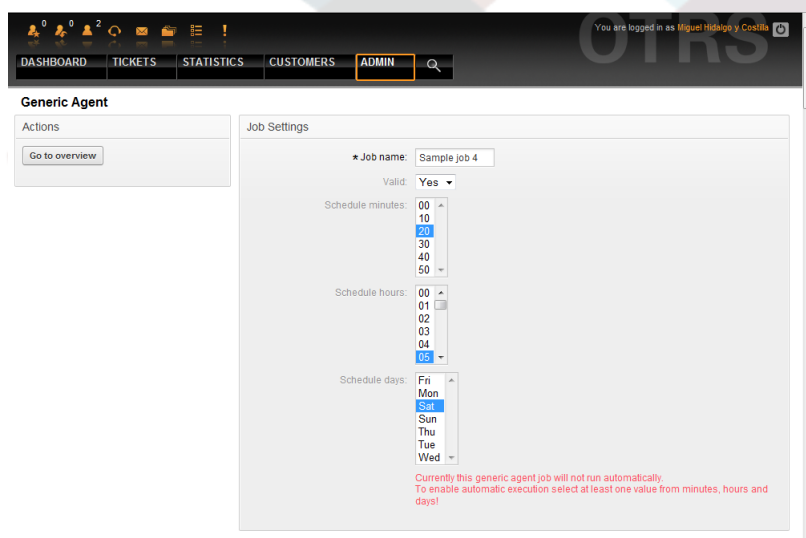 0 0 2
You are logged in as Miguel Hidalgo y Costilla
OTRS
DASHBOARD TICKETS STATISTICS CUSTOMERS ADMIN
Generic Agent
Actions
Go to overview
Job Settings
★ Job name: Sample job 4
Valid: Yes
Schedule minutes: 00
10
20
30
40
50
Schedule hours: 00
01
02
03
04
05
Schedule days: Fri
Mon
Sat
Sun
Thu
Tue
Wed
Currently this generic agent job will not run automatically.
To enable automatic execution select at least one value from minutes, hours and
days!